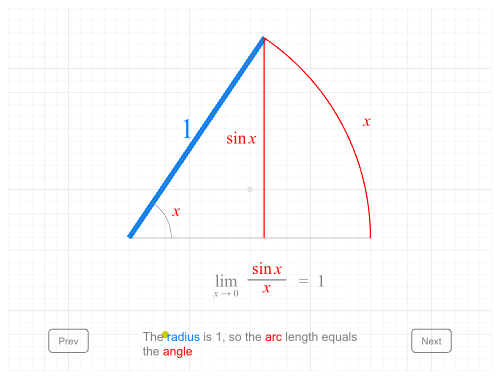 1
sin x
x
x
lim x → 0 sin x / x = 1
Prev
The radius is 1, so the arc length equals
the angle
Next